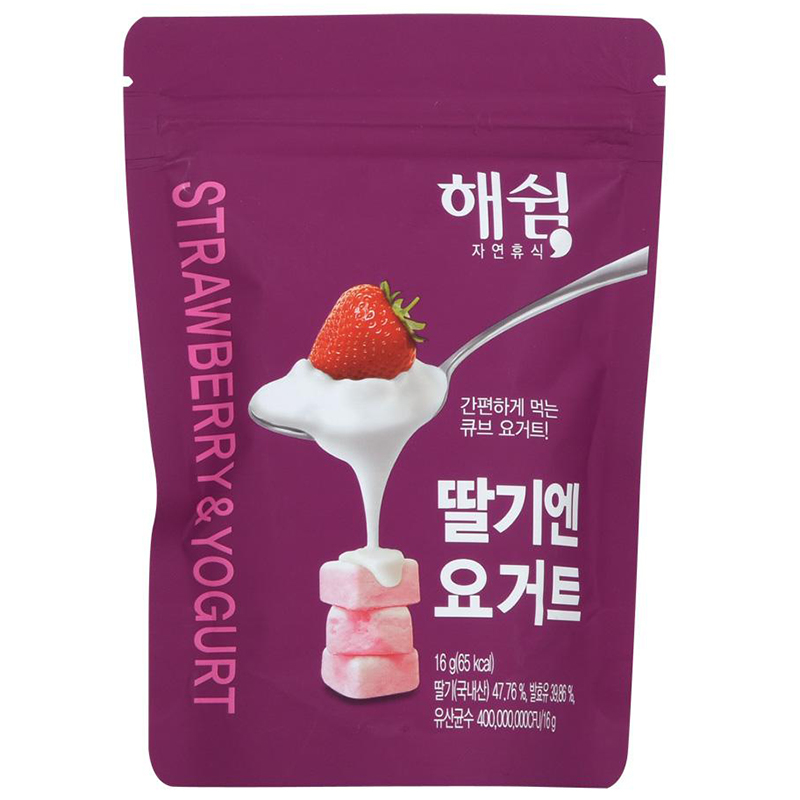 STRAWBERRY & YOGURT
해쉼,
자연휴식
간편하게 먹는
큐브 요거트!
딸기엔
요거트
16 g(65 kcal)
딸기(국내산) 47.76 %, 발효유 39.86 %,
유산균수 400,000,000CFU/16 g